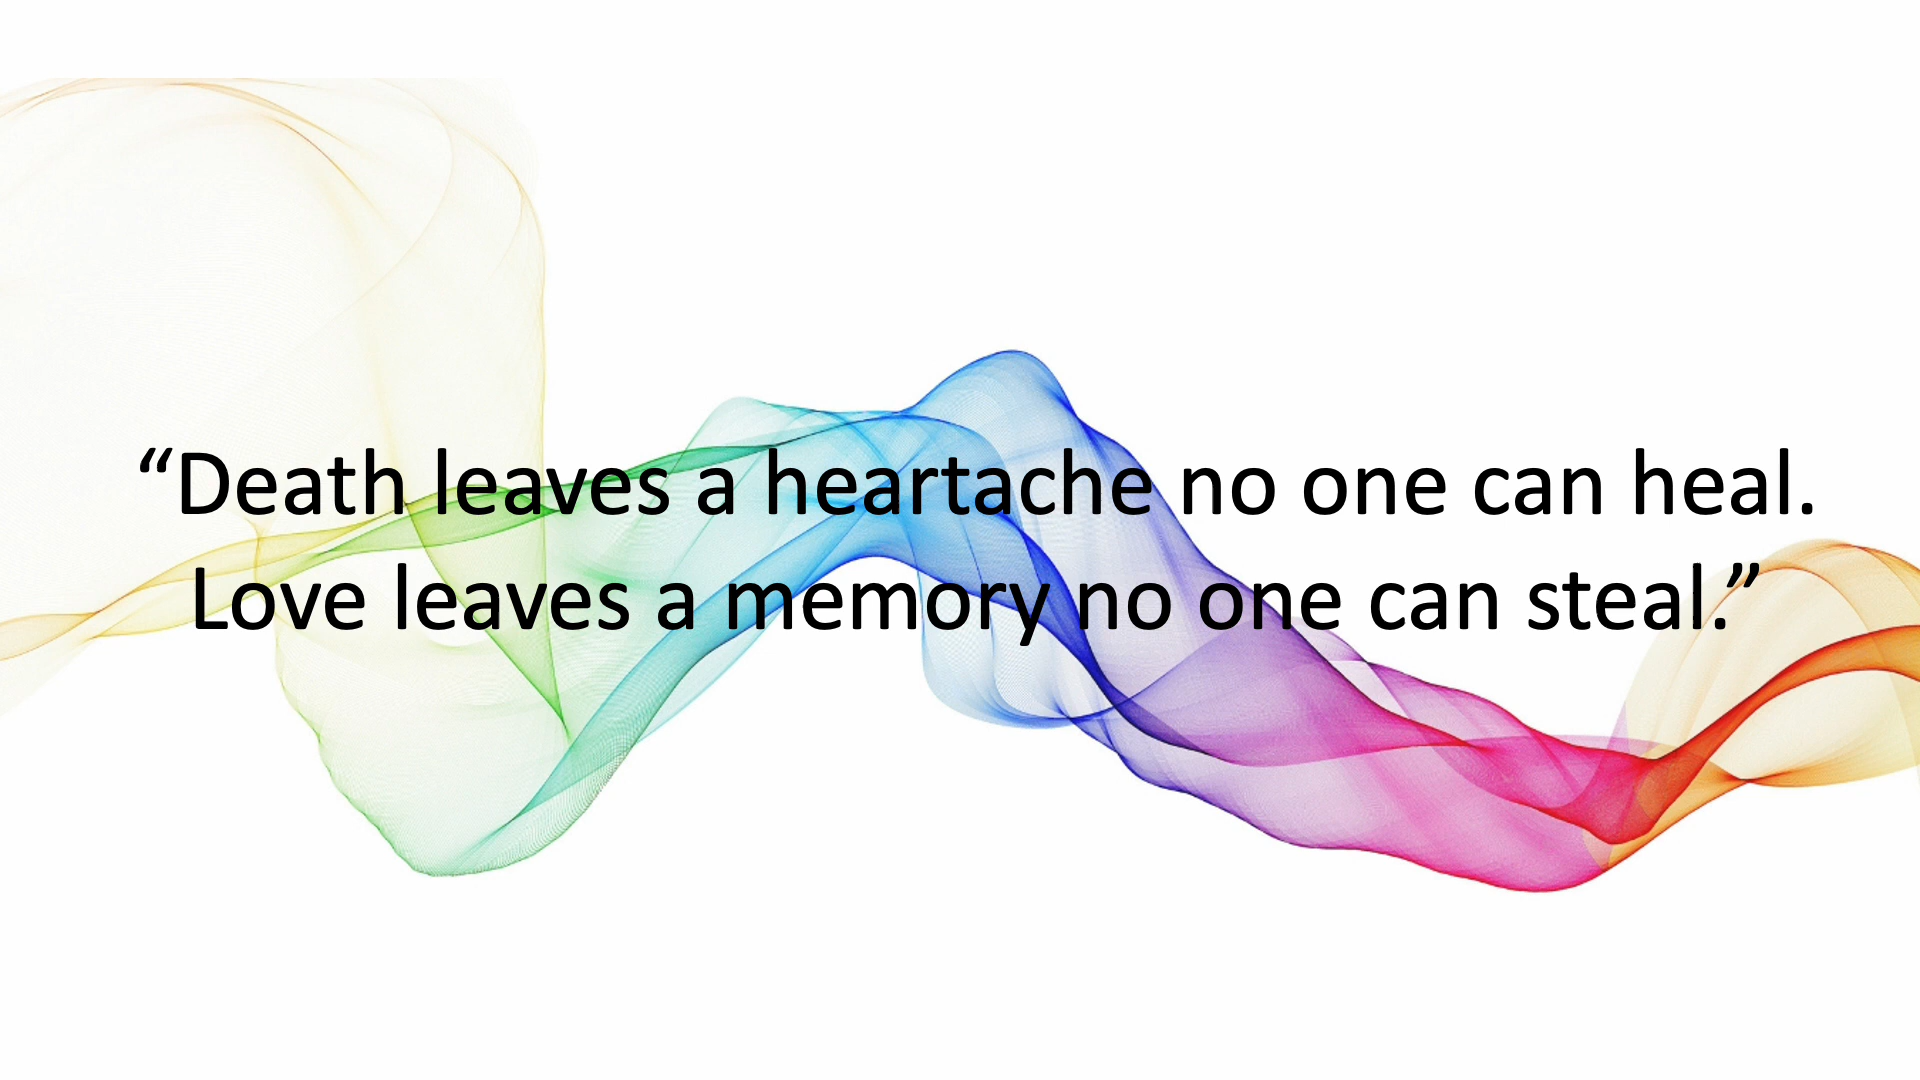 “Death leaves a heartache no one can heal.
Love leaves a memory no one can steal.”